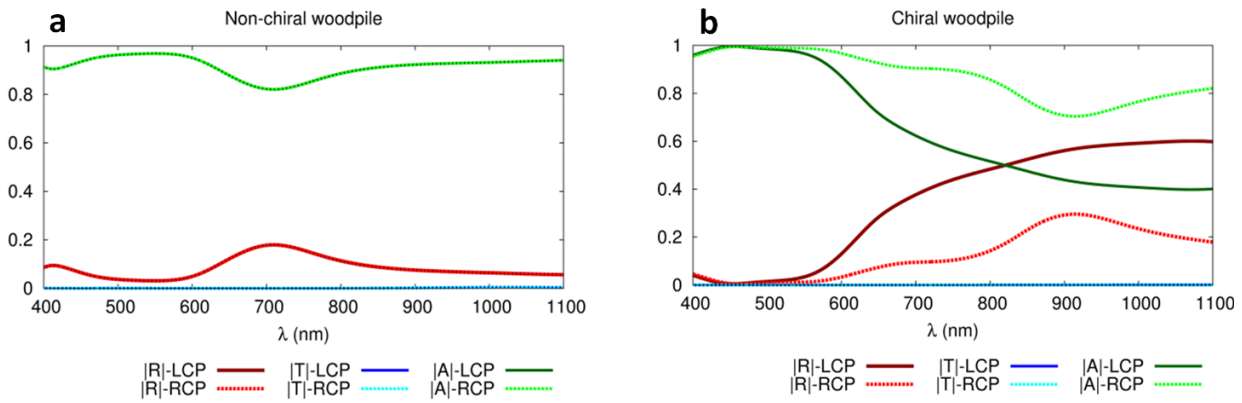 a
Non-chiral woodpile
1
0.8
0.6
0.4
0.2
0
400 500 600 700 800 900 1000 1100
λ (nm)
|R|-LCP |T|-LCP |A|-LCP
|R|-RCP |T|-RCP |A|-RCP
b
Chiral woodpile
1
0.8
0.6
0.4
0.2
0
400 500 600 700 800 900 1000 1100
λ (nm)
|R|-LCP |T|-LCP |A|-LCP
|R|-RCP |T|-RCP |A|-RCP